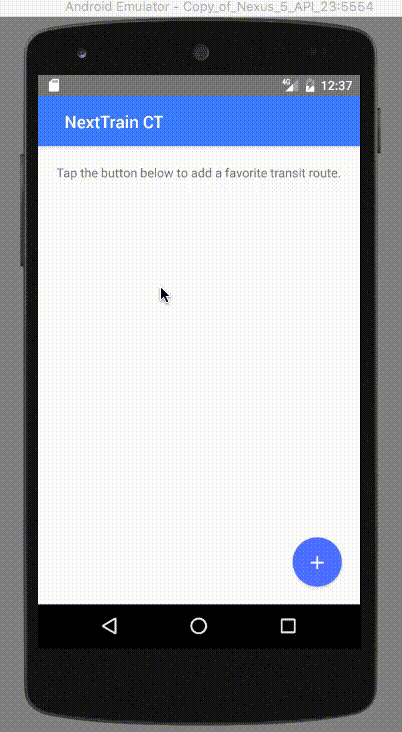 Android Emulator - Copy_of_Nexus_5_API_23:5554
4G 12:37
NextTrain CT
Tap the button below to add a favorite transit route.
+